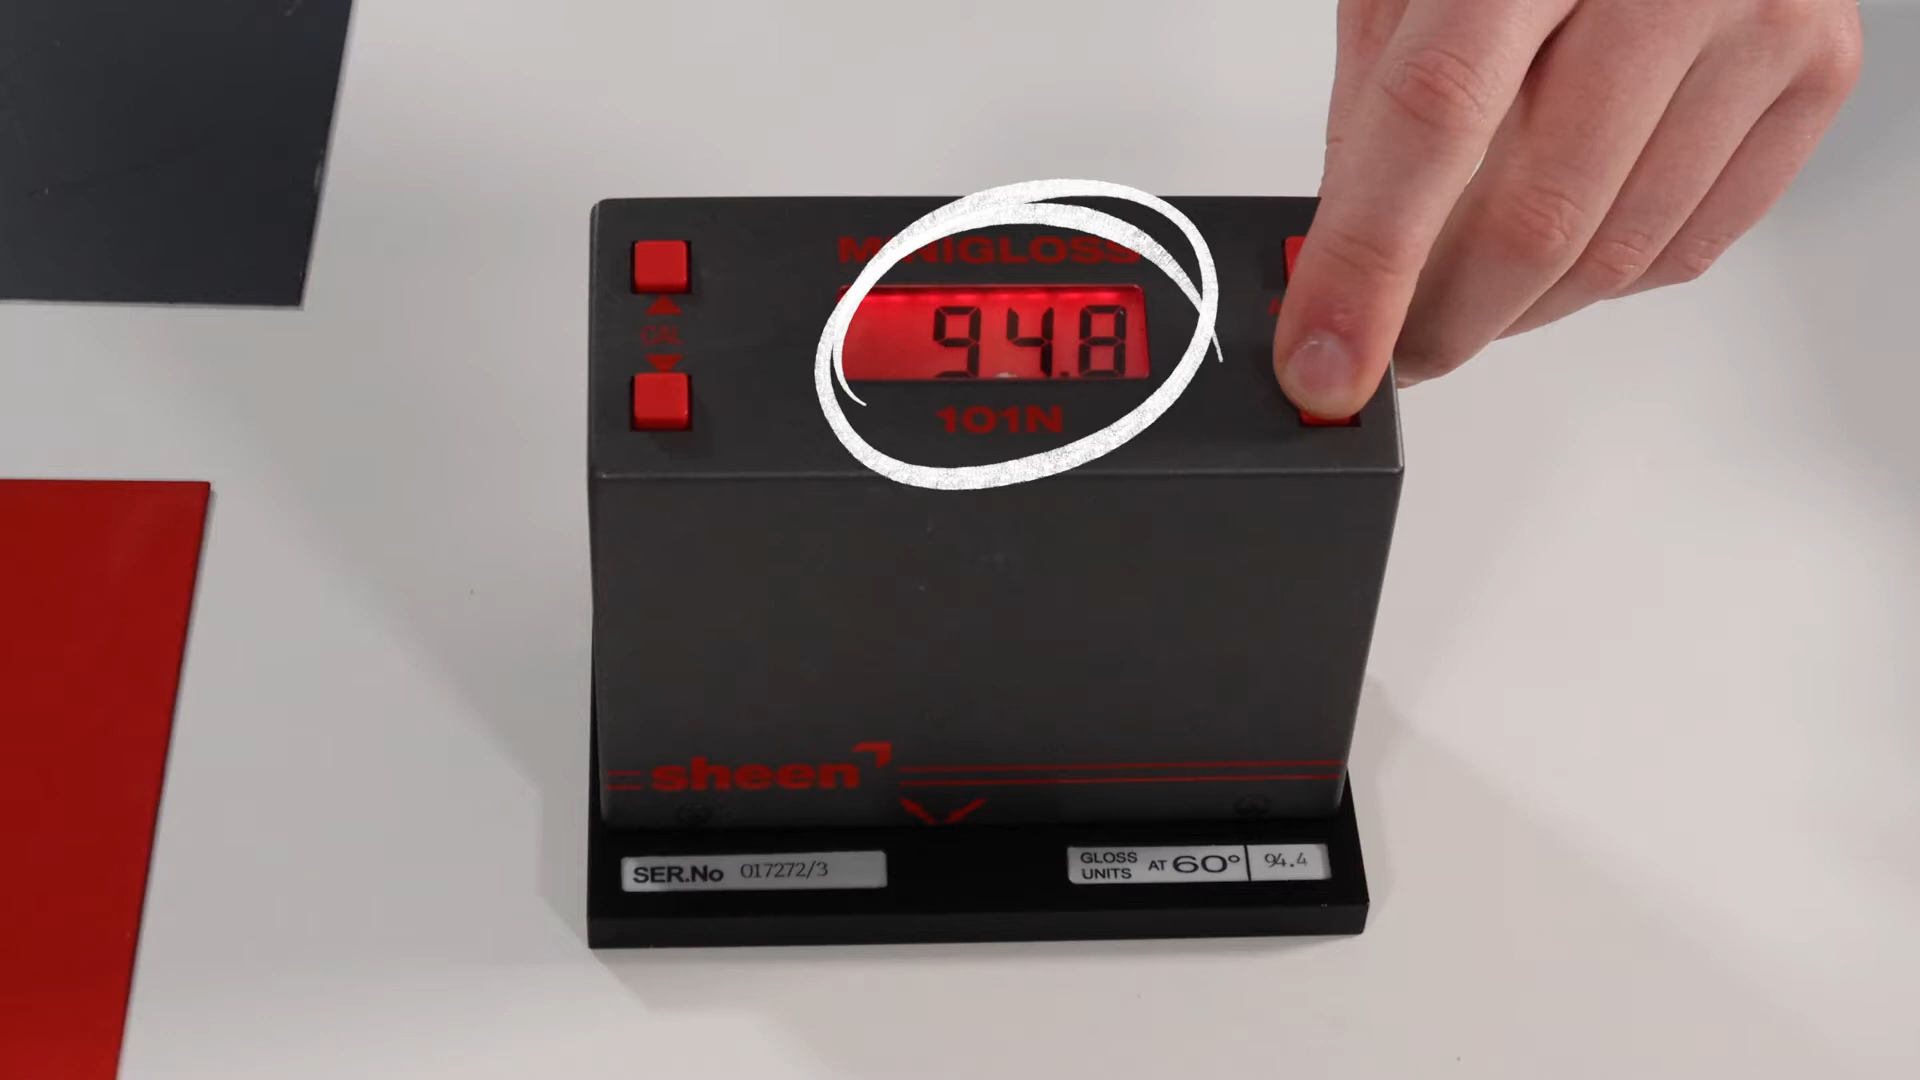 MINIGLOSS
94.8
CAL
101N
sheen
SER.No 017272/3
GLOSS UNITS AT 60° 94.4